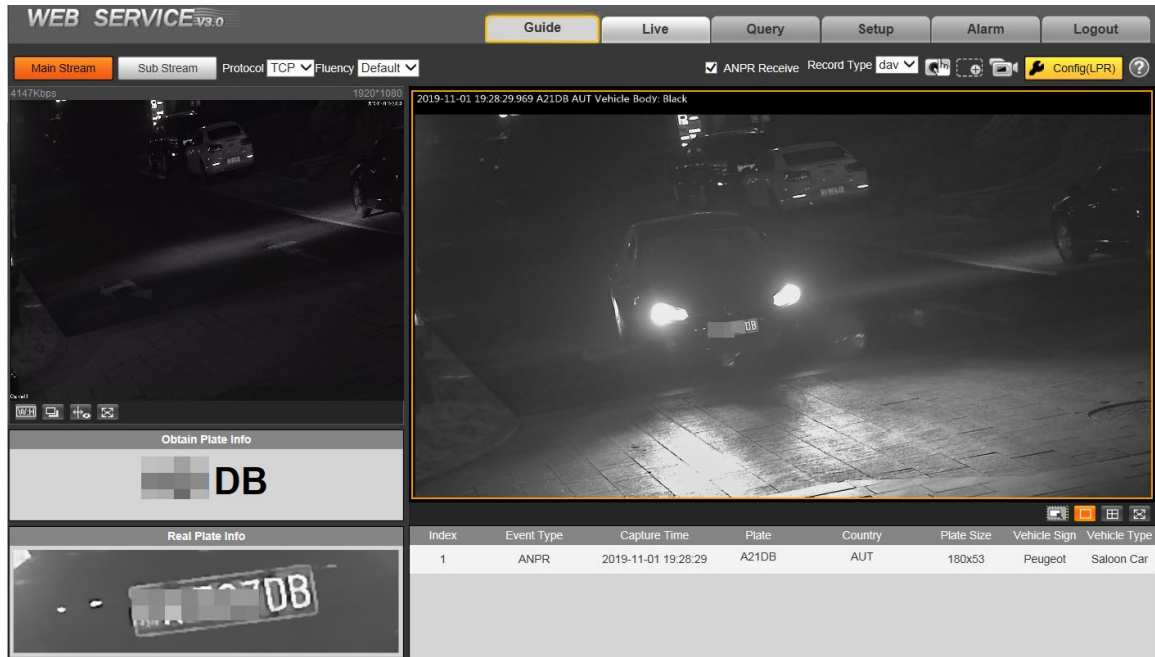 WEB SERVICE V3.0
Guide Live Query Setup Alarm Logout
Main Stream Sub Stream Protocol TCP Fluency Default ANPR Receive Record Type dav Config(LPR) ?
4147Kbps 1920*1080
2019-11-01 19:28:29.969 A21DB AUT Vehicle Body: Black
DB
W:H
Obtain Plate Info
DB
Real Plate Info
DB
Index Event Type Capture Time Plate Country Plate Size Vehicle Sign Vehicle Type
1 ANPR 2019-11-01 19:28:29 A21DB AUT 180x53 Peugeot Saloon Car